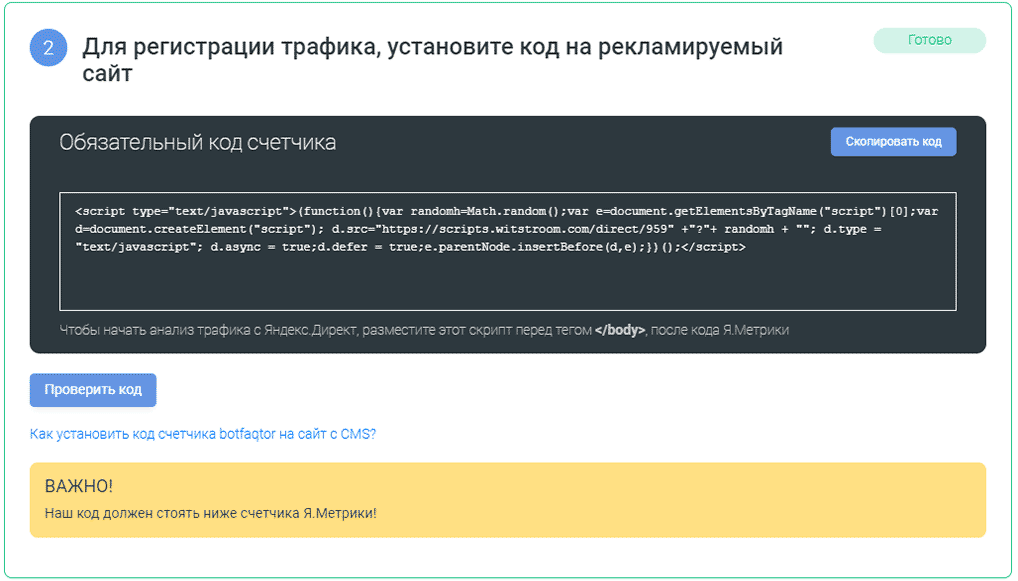 2
Для регистрации трафика, установите код на рекламируемый
сайт
Готово
Обязательный код счетчика
Скопировать код
<script type="text/javascript">(function(){var randomh=Math.random();var e=document.getElementsByTagName("script")[0];var
d=document.createElement("script"); d.src="https://scripts.witstroom.com/direct/959" +"?"+ randomh + ""; d.type =
"text/javascript"; d.async = true;d.defer = true;e.parentNode.insertBefore(d,e);})();</script>
Чтобы начать анализ трафика с Яндекс.Директ, разместите этот скрипт перед тегом </body>, после кода Я.Метрики
Проверить код
Как установить код счетчика botfaqtor на сайт с CMS?
ВАЖНО!
Наш код должен стоять ниже счетчика Я.Метрики!